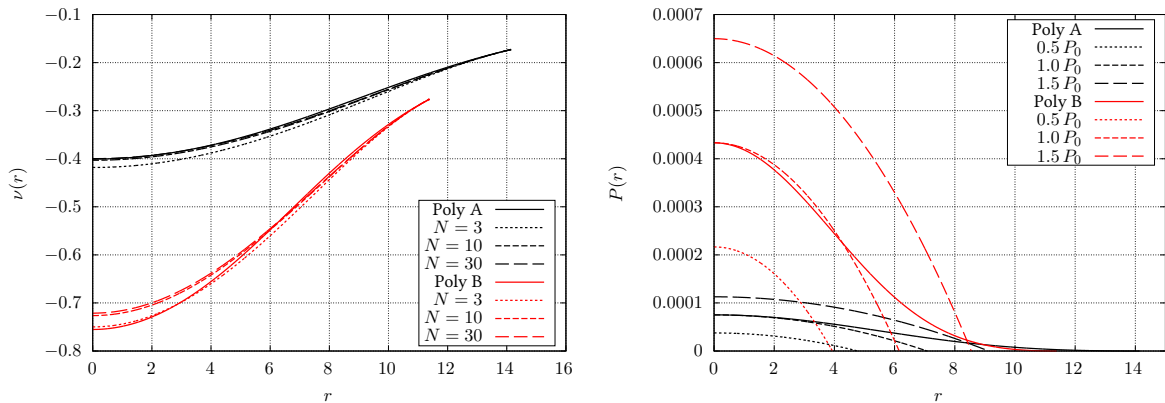 −0.1
−0.2
−0.3
−0.4
−0.5
−0.6
−0.7
−0.8
ν(r)
0 2 4 6 8 10 12 14 16
r
Poly A
N = 3
N = 10
N = 30
Poly B
N = 3
N = 10
N = 30
0.0007
0.0006
0.0005
0.0004
0.0003
0.0002
0.0001
0
P(r)
0 2 4 6 8 10 12 14
r
Poly A
0.5 P₀
1.0 P₀
1.5 P₀
Poly B
0.5 P₀
1.0 P₀
1.5 P₀